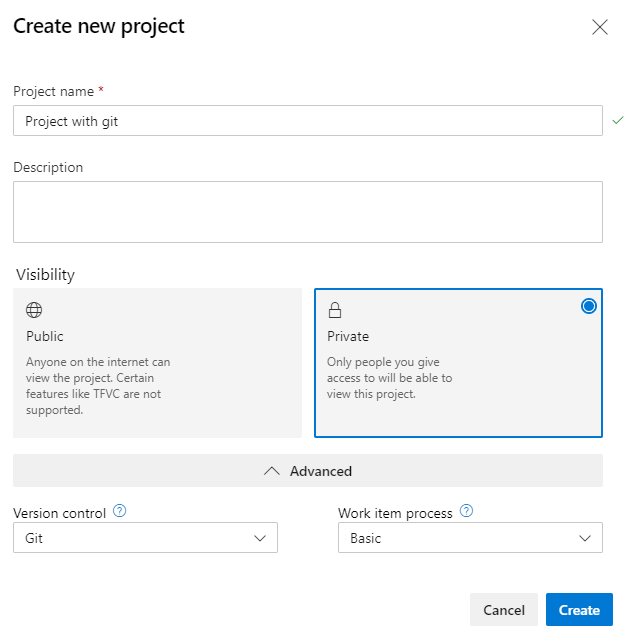 Create new project
Project name *
Project with git
Description
Visibility
Public
Anyone on the internet can
view the project. Certain
features like TFVC are not
supported.
Private
Only people you give
access to will be able to
view this project.
Advanced
Version control ?
Git
Work item process ?
Basic
Cancel
Create